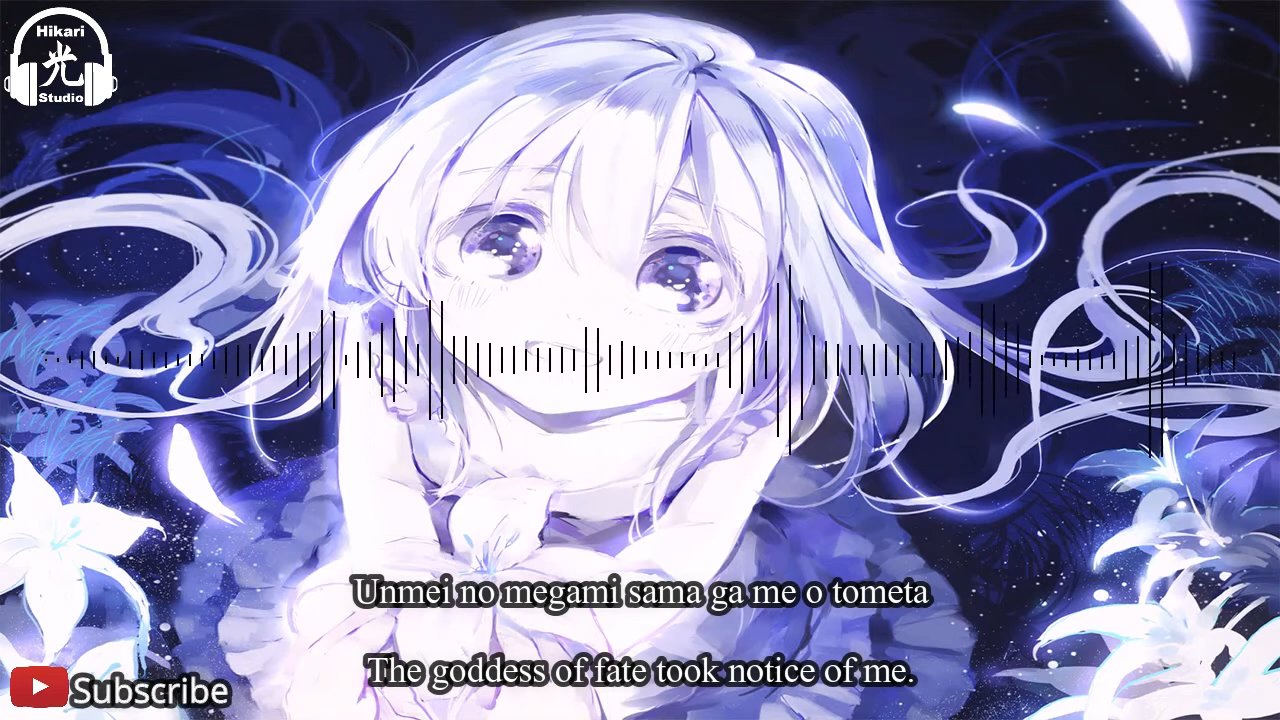 Hikari
光
Studio
Unmei no megami sama ga me o tometa
The goddess of fate took notice of me.
Subscribe